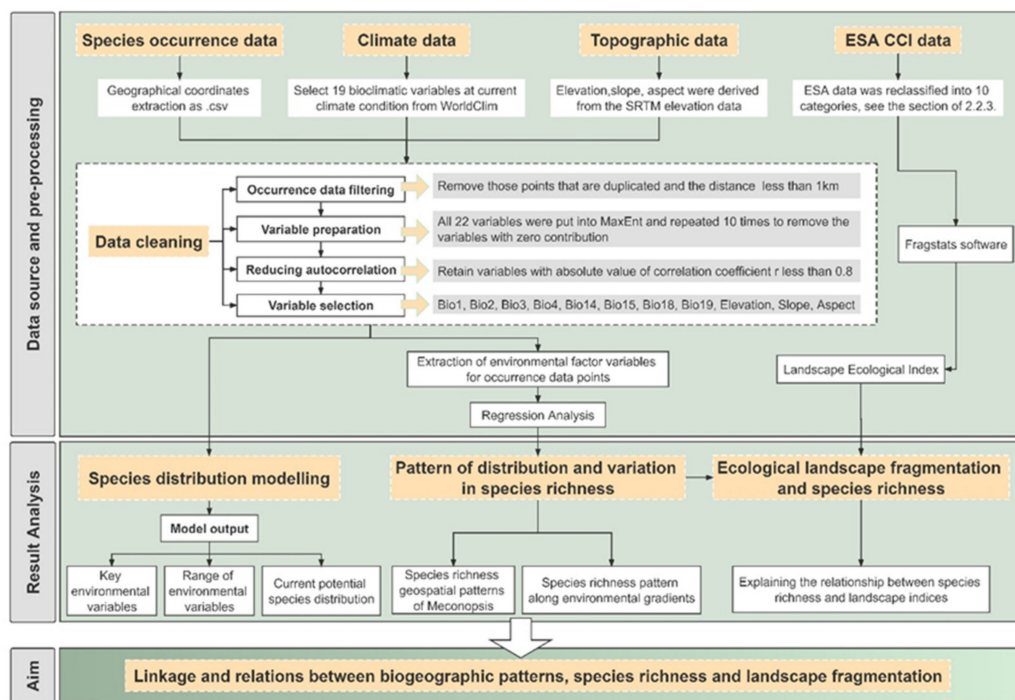 Data source and pre-processing
Species occurrence data
Climate data
Topographic data
ESA CCI data
Geographical coordinates
extraction as .csv
Select 19 bioclimatic variables at current
climate condition from WorldClim
Elevation,slope, aspect were derived
from the SRTM elevation data
ESA data was reclassified into 10
categories, see the section of 2.2.3.
Data cleaning
Occurrence data filtering
Remove those points that are duplicated and the distance less than 1km
Variable preparation
All 22 variables were put into MaxEnt and repeated 10 times to remove the
variables with zero contribution
Reducing autocorrelation
Retain variables with absolute value of correlation coefficient r less than 0.8
Variable selection
Bio1, Bio2, Bio3, Bio4, Bio14, Bio15, Bio18, Bio19, Elevation, Slope, Aspect
Fragstats software
Extraction of environmental factor variables
for occurrence data points
Landscape Ecological Index
Regression Analysis
Result Analysis
Species distribution modelling
Pattern of distribution and variation
in species richness
Ecological landscape fragmentation
and species richness
Model output
Key
environmental
variables
Range of
environmental
variables
Current potential
species distribution
Species richness
geospatial patterns
of Meconopsis
Species richness pattern
along environmental gradients
Explaining the relationship between species
richness and landscape indices
Aim
Linkage and relations between biogeographic patterns, species richness and landscape fragmentation